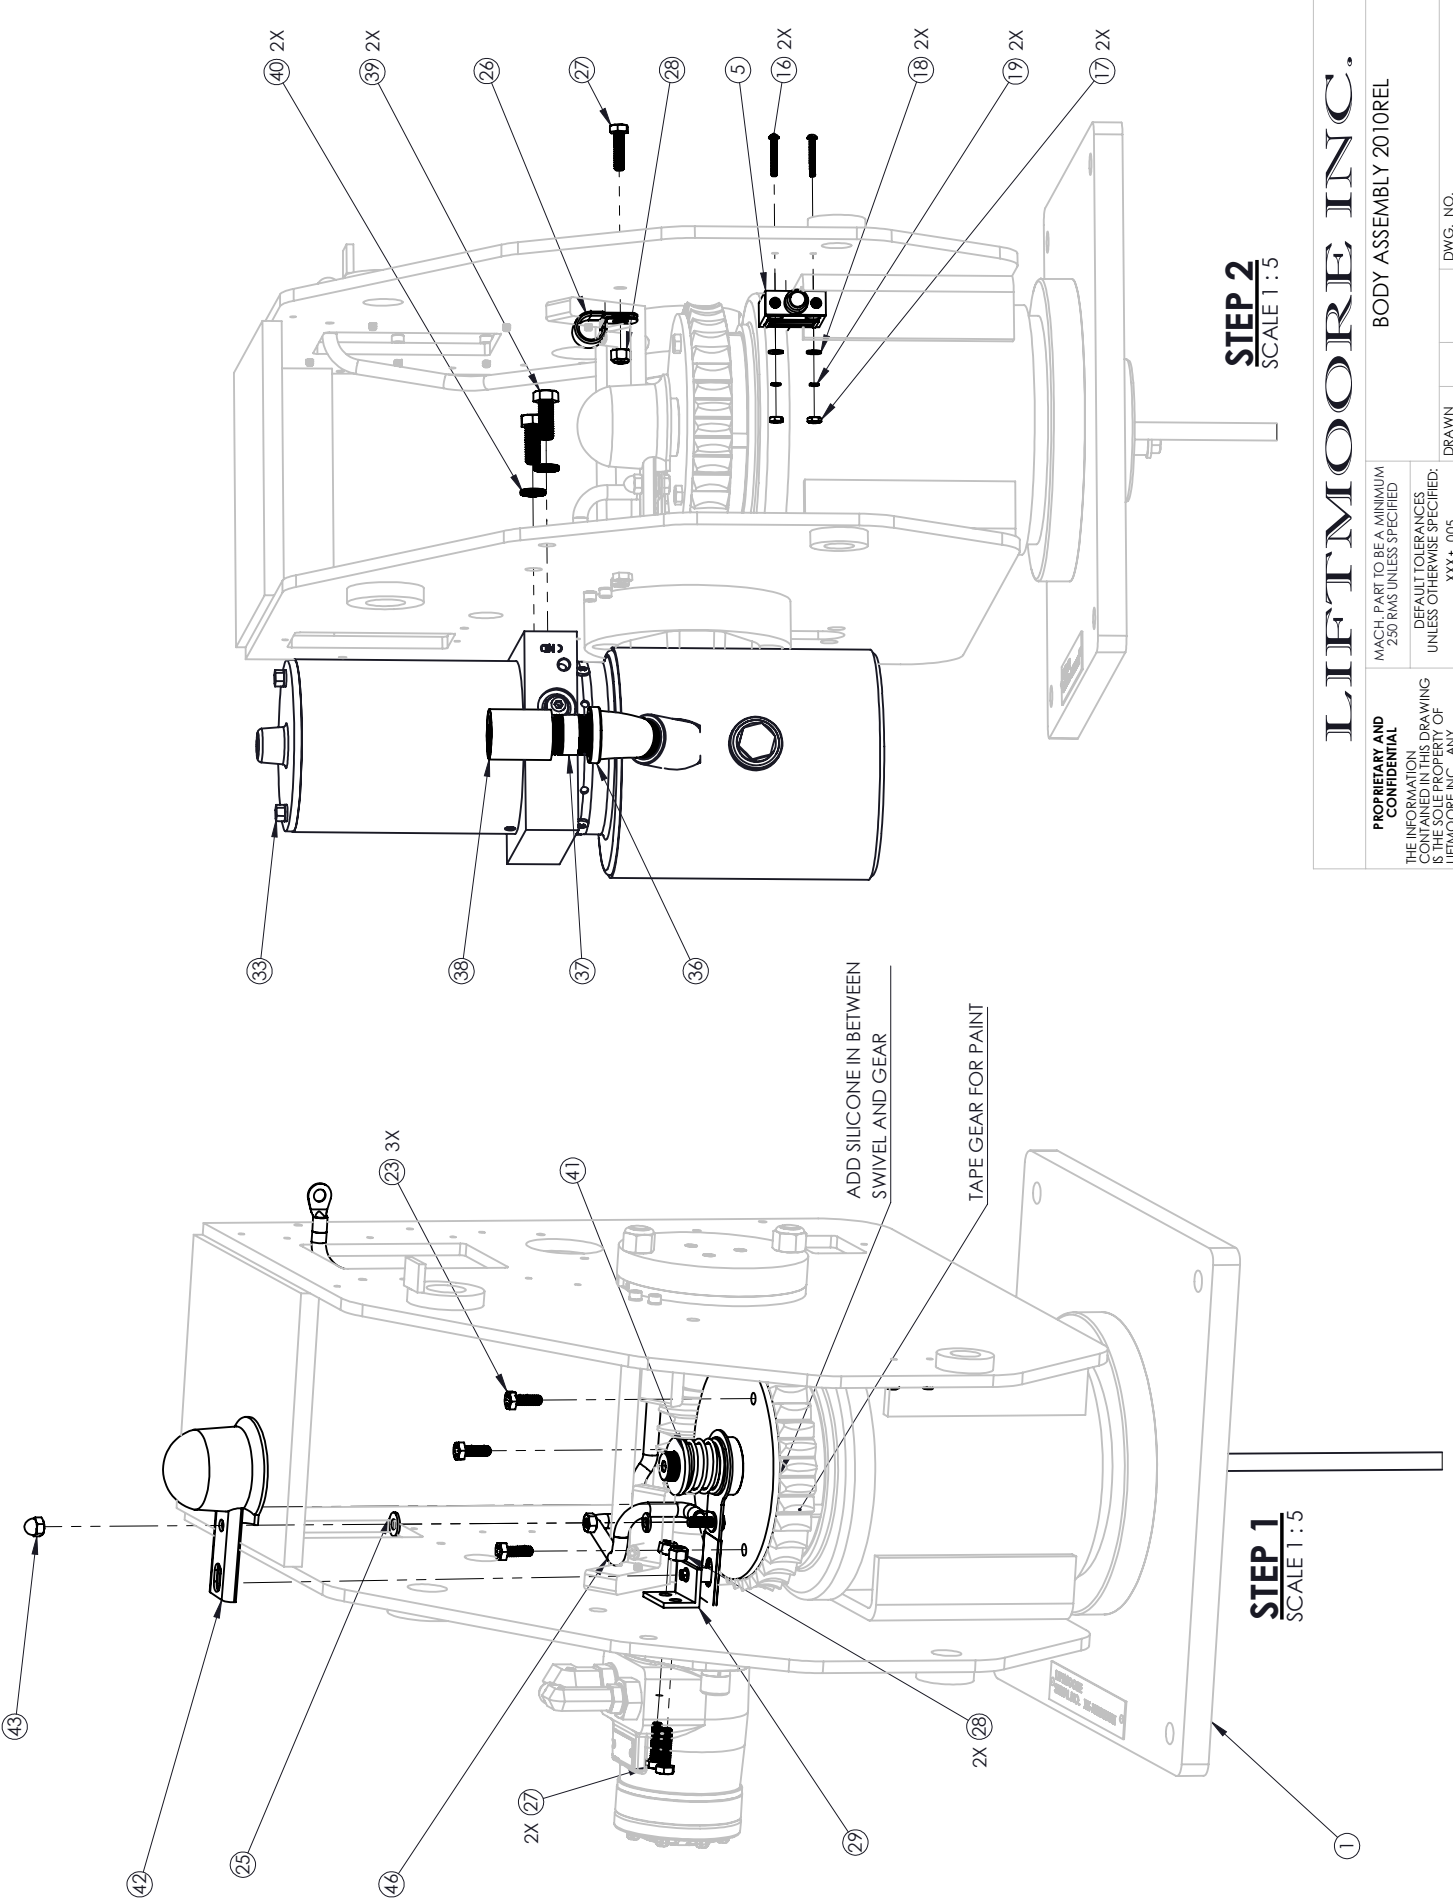 43
42
25
46
2X 27
29
2X 28
1
23 3X
41
ADD SILICONE IN BETWEEN
SWIVEL AND GEAR
TAPE GEAR FOR PAINT
STEP 1
SCALE 1 : 5
33
38
37
36
40 2X
39 2X
26
27
28
5
16 2X
18 2X
19 2X
17 2X
STEP 2
SCALE 1 : 5
LIFTMOORE INC.
PROPRIETARY AND
CONFIDENTIAL
THE INFORMATION
CONTAINED IN THIS DRAWING
IS THE SOLE PROPERTY OF
LIFTMOORE INC. ANY
MACH. PART TO BE A MINIMUM
250 RMS UNLESS SPECIFIED
DEFAULT TOLERANCES
UNLESS OTHERWISE SPECIFIED:
BODY ASSEMBLY 2010REL
DRAWN
DWG. NO.